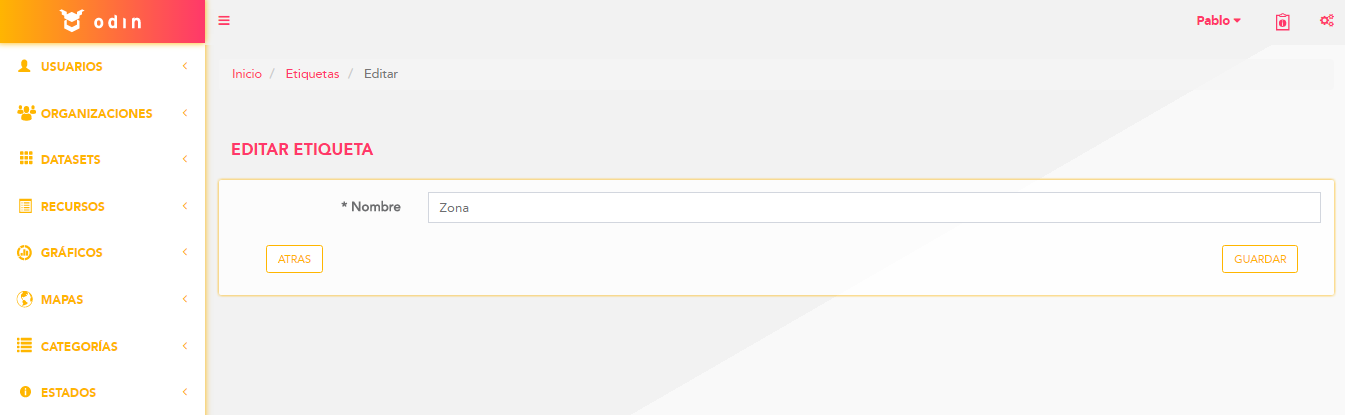 odin
Pablo
Inicio / Etiquetas / Editar
USUARIOS
ORGANIZACIONES
DATASETS
RECURSOS
GRÁFICOS
MAPAS
CATEGORÍAS
ESTADOS
EDITAR ETIQUETA
* Nombre
Zona
ATRAS
GUARDAR